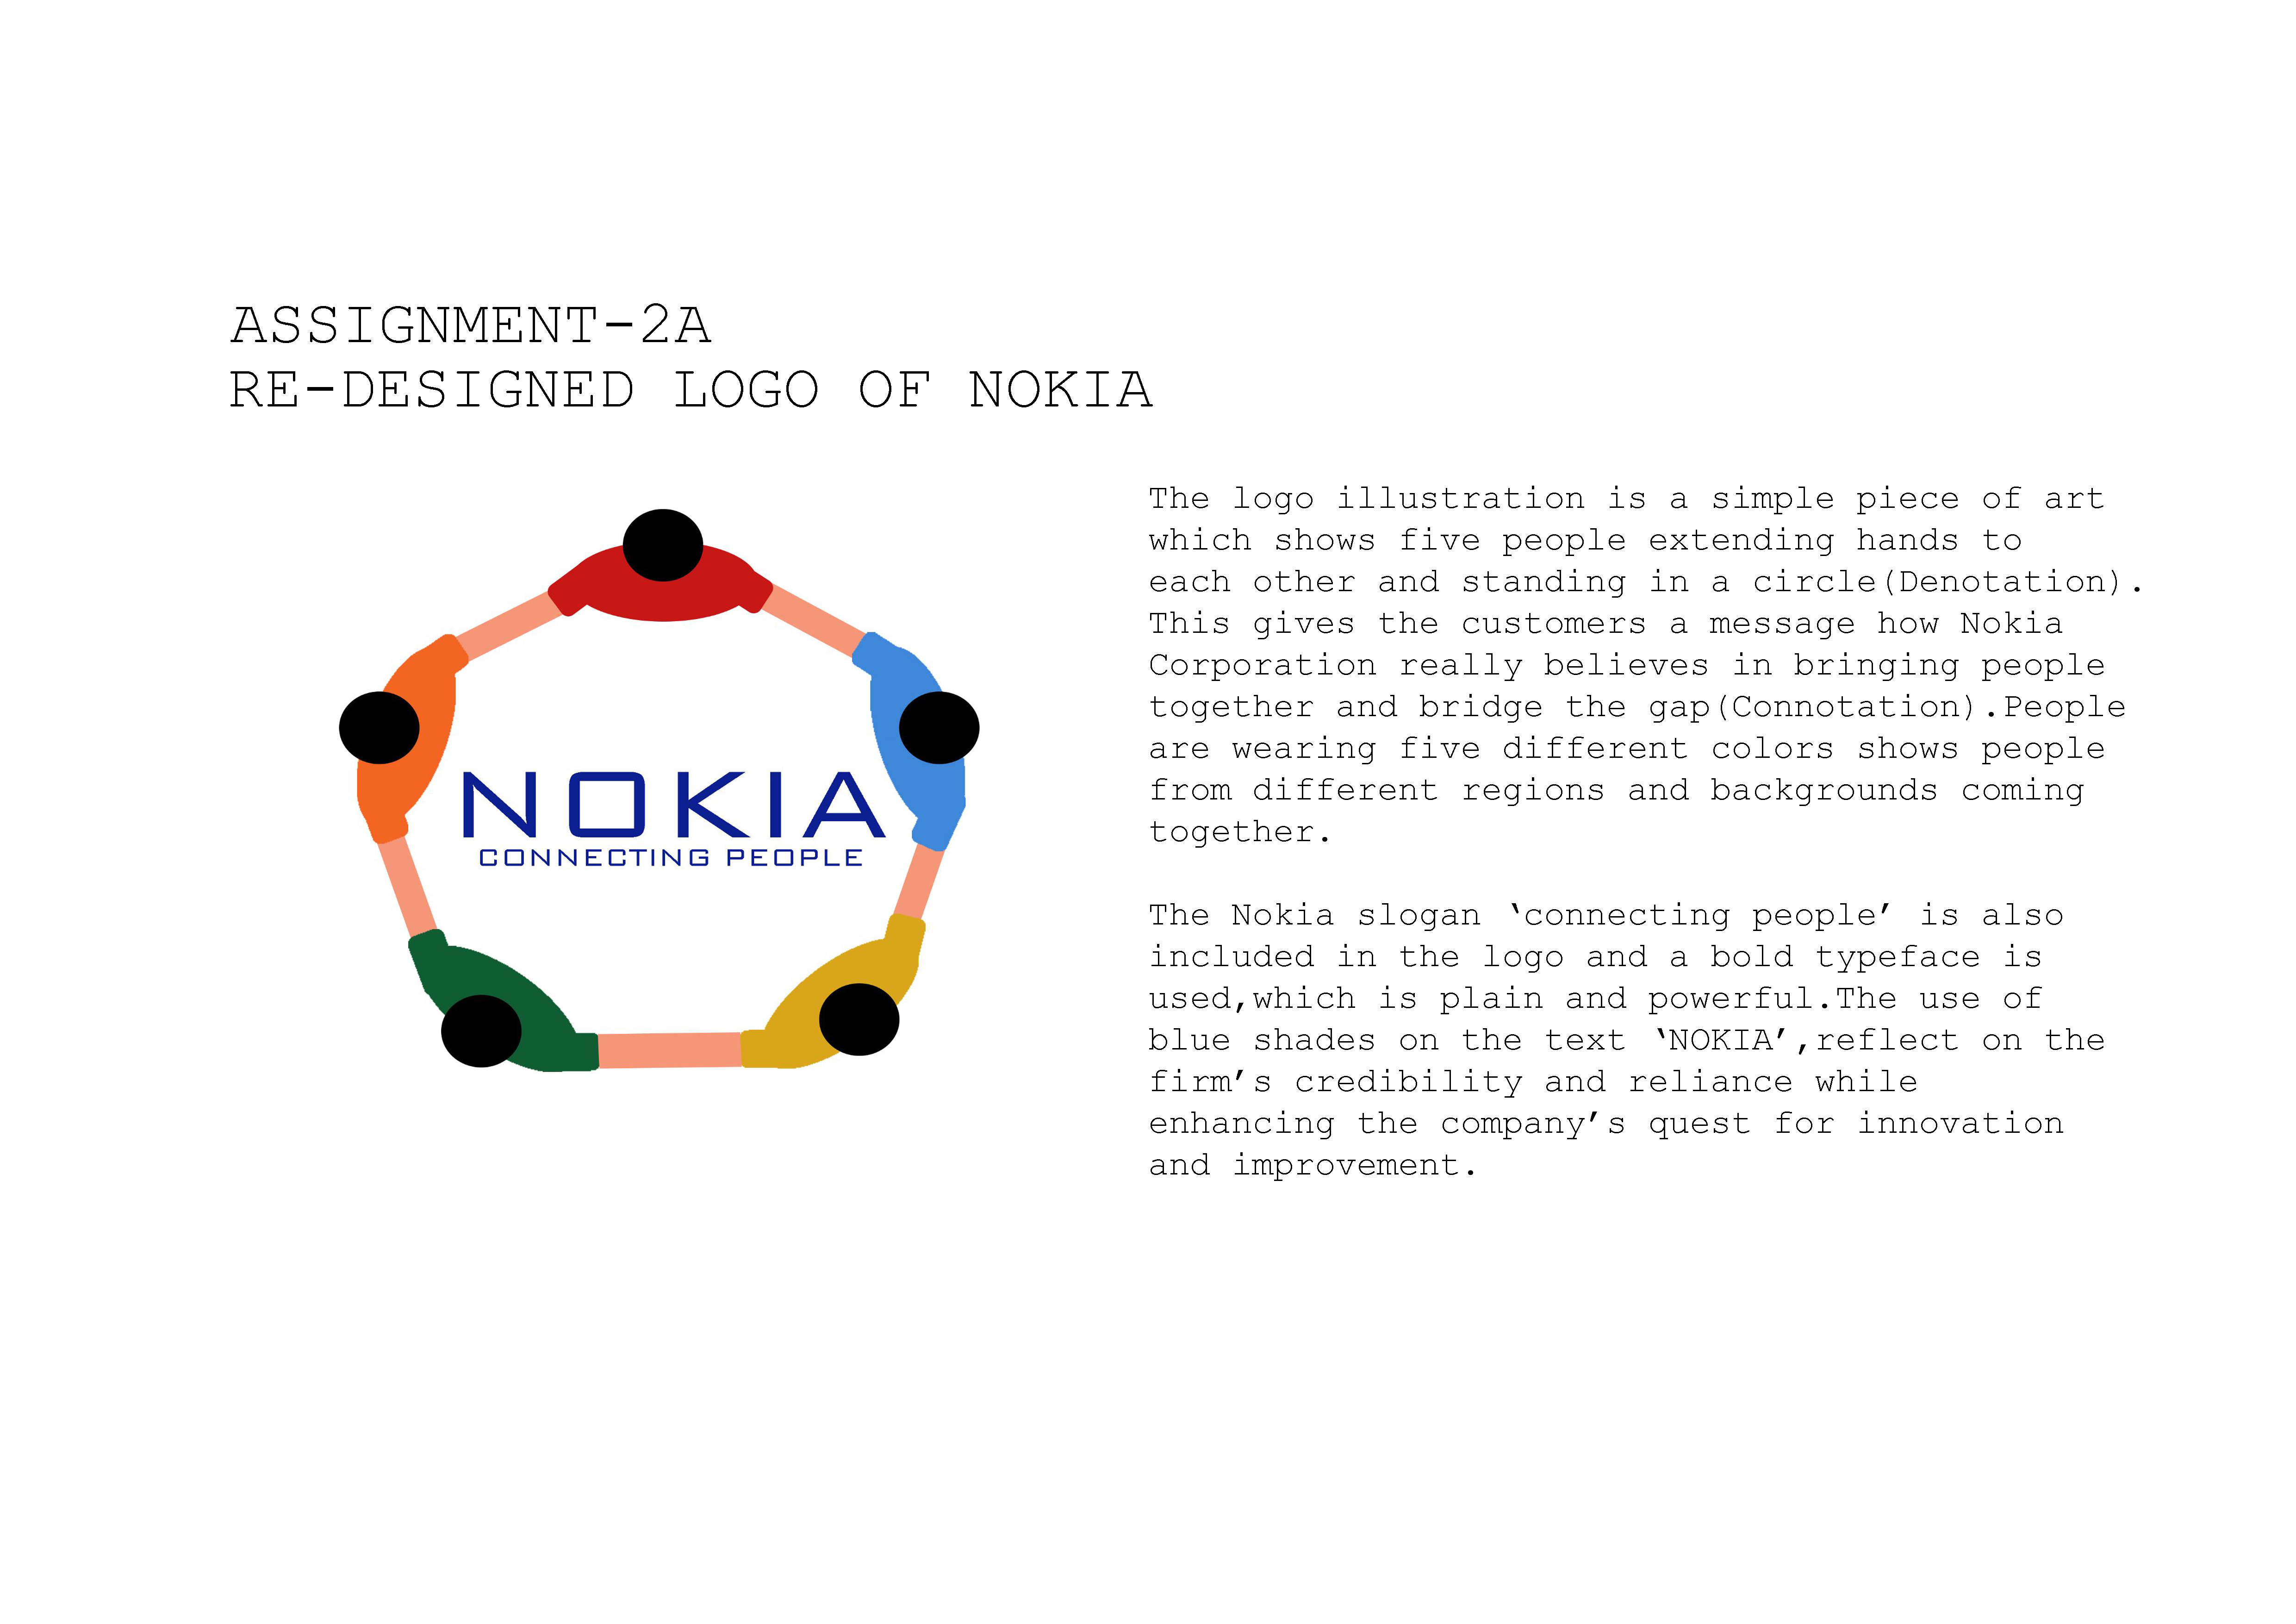 ASSIGNMENT-2A
RE-DESIGNED LOGO OF NOKIA
NOKIA
CONNECTING PEOPLE
The logo illustration is a simple piece of art
which shows five people extending hands to
each other and standing in a circle(Denotation).
This gives the customers a message how Nokia
Corporation really believes in bringing people
together and bridge the gap(Connotation).People
are wearing five different colors shows people
from different regions and backgrounds coming
together.
The Nokia slogan ‘connecting people’ is also
included in the logo and a bold typeface is
used,which is plain and powerful.The use of
blue shades on the text ‘NOKIA’,reflect on the
firm’s credibility and reliance while
enhancing the company’s quest for innovation
and improvement.